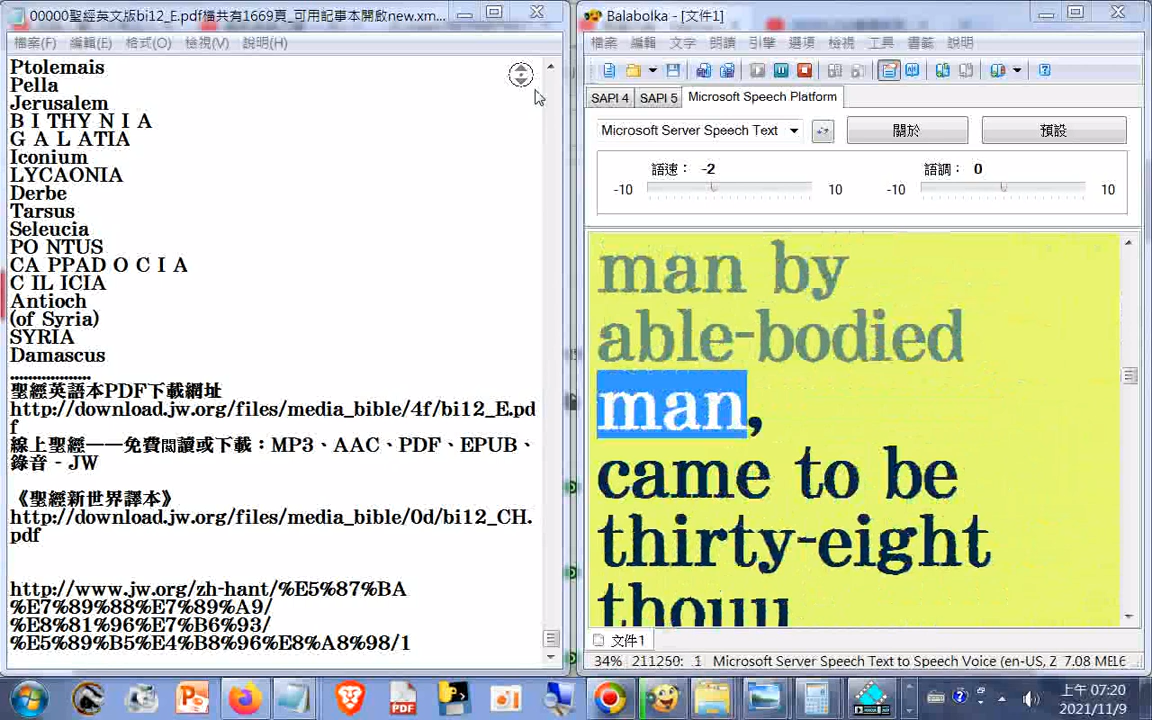 00000聖經英文版bi12_E.pdf檔共有1669頁_可用記事本開啟new.xm...
檔案(F) 編輯(E) 格式(O) 檢視(V) 說明(H)
Ptolemais
Pella
Jerusalem
B I THY N I A
G A L ATIA
Iconium
LYCAONIA
Derbe
Tarsus
Seleucia
PO NTUS
CA PPAD O C I A
C IL ICIA
Antioch
(of Syria)
SYRIA
Damascus
..................
聖經英語本PDF下載網址
http://download.jw.org/files/media_bible/4f/bi12_E.pd
f
線上聖經——免費閱讀或下載：MP3、AAC、PDF、EPUB、
錄音 - JW
《聖經新世界譯本》
http://download.jw.org/files/media_bible/0d/bi12_CH.
pdf
http://www.jw.org/zh-hant/%E5%87%BA
%E7%89%88%E7%89%A9/
%E8%81%96%E7%B6%93/
%E5%89%B5%E4%B8%96%E8%A8%98/1
Balabolka - [文件1]
檔案 編輯 文字 朗讀 引擎 選項 檢視 工具 書籤 說明
SAPI 4 SAPI 5 Microsoft Speech Platform
Microsoft Server Speech Text 關於 預設
語速： -2 語調： 0
-10 10 -10 10
man by
able-bodied
man,
came to be
thirty-eight
thouu
文件1
34% 211250: 1 Microsoft Server Speech Text to Speech Voice (en-US, Z 7.08 МБ
PDF
上午 07:20
2021/11/9